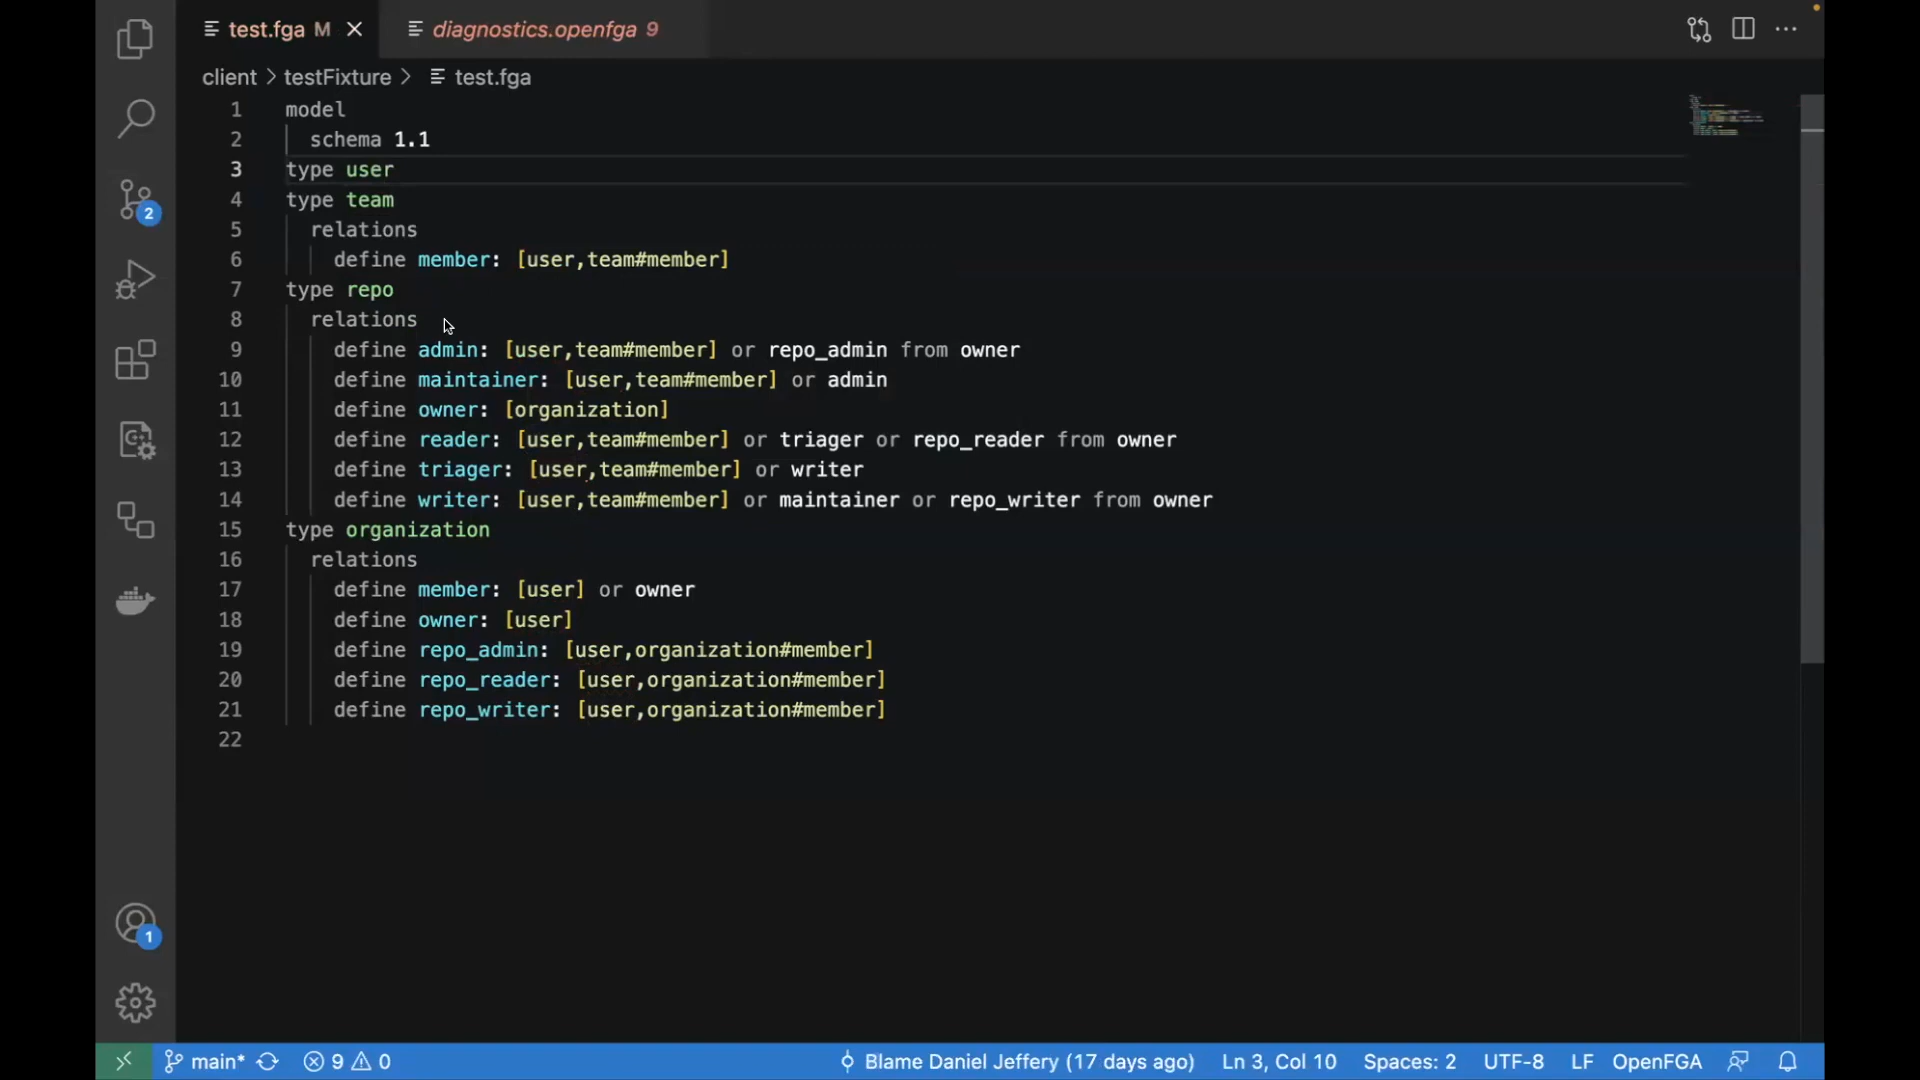 test.fga M
diagnostics.openfga 9
client > testFixture > test.fga
1 model
2 schema 1.1
3 type user
4 type team
5 relations
6 define member: [user,team#member]
7 type repo
8 relations
9 define admin: [user,team#member] or repo_admin from owner
10 define maintainer: [user,team#member] or admin
11 define owner: [organization]
12 define reader: [user,team#member] or triager or repo_reader from owner
13 define triager: [user,team#member] or writer
14 define writer: [user,team#member] or maintainer or repo_writer from owner
15 type organization
16 relations
17 define member: [user] or owner
18 define owner: [user]
19 define repo_admin: [user,organization#member]
20 define repo_reader: [user,organization#member]
21 define repo_writer: [user,organization#member]
22
2
1
main* 9 0 Blame Daniel Jeffery (17 days ago) Ln 3, Col 10 Spaces: 2 UTF-8 LF OpenFGA